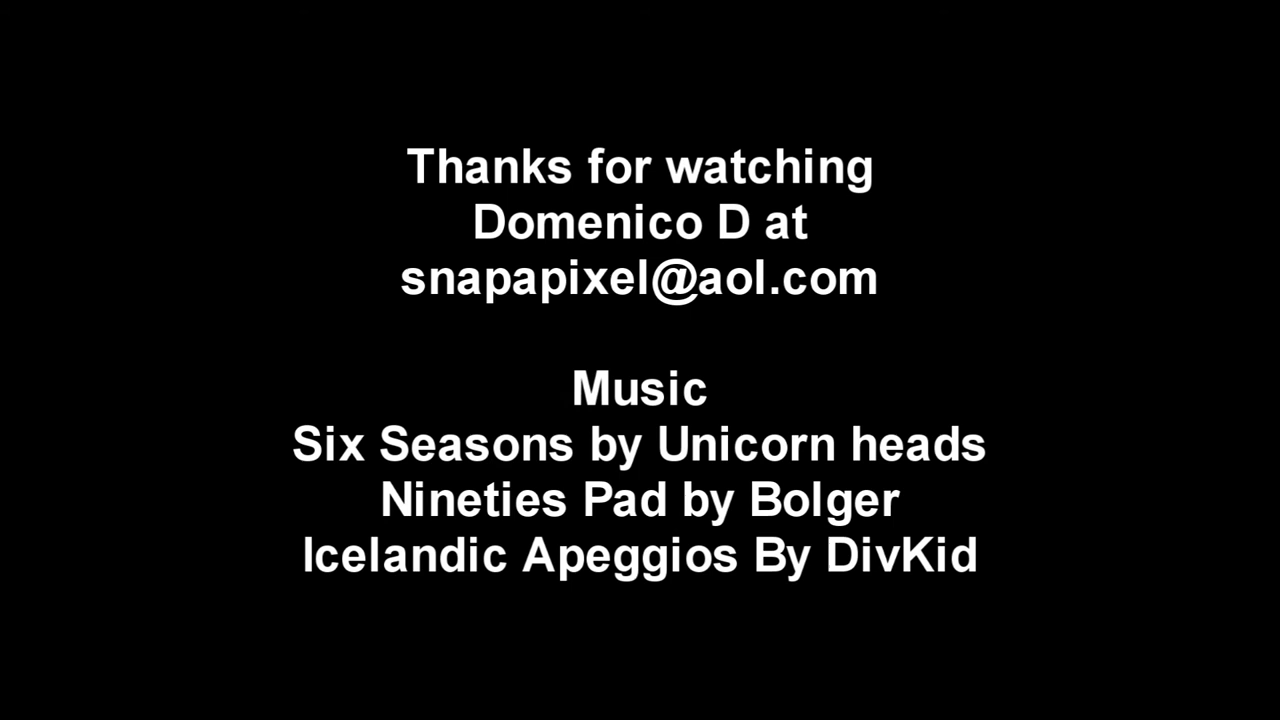 Thanks for watching
Domenico D at
snapapixel@aol.com
Music
Six Seasons by Unicorn heads
Nineties Pad by Bolger
Icelandic Apeggios By DivKid